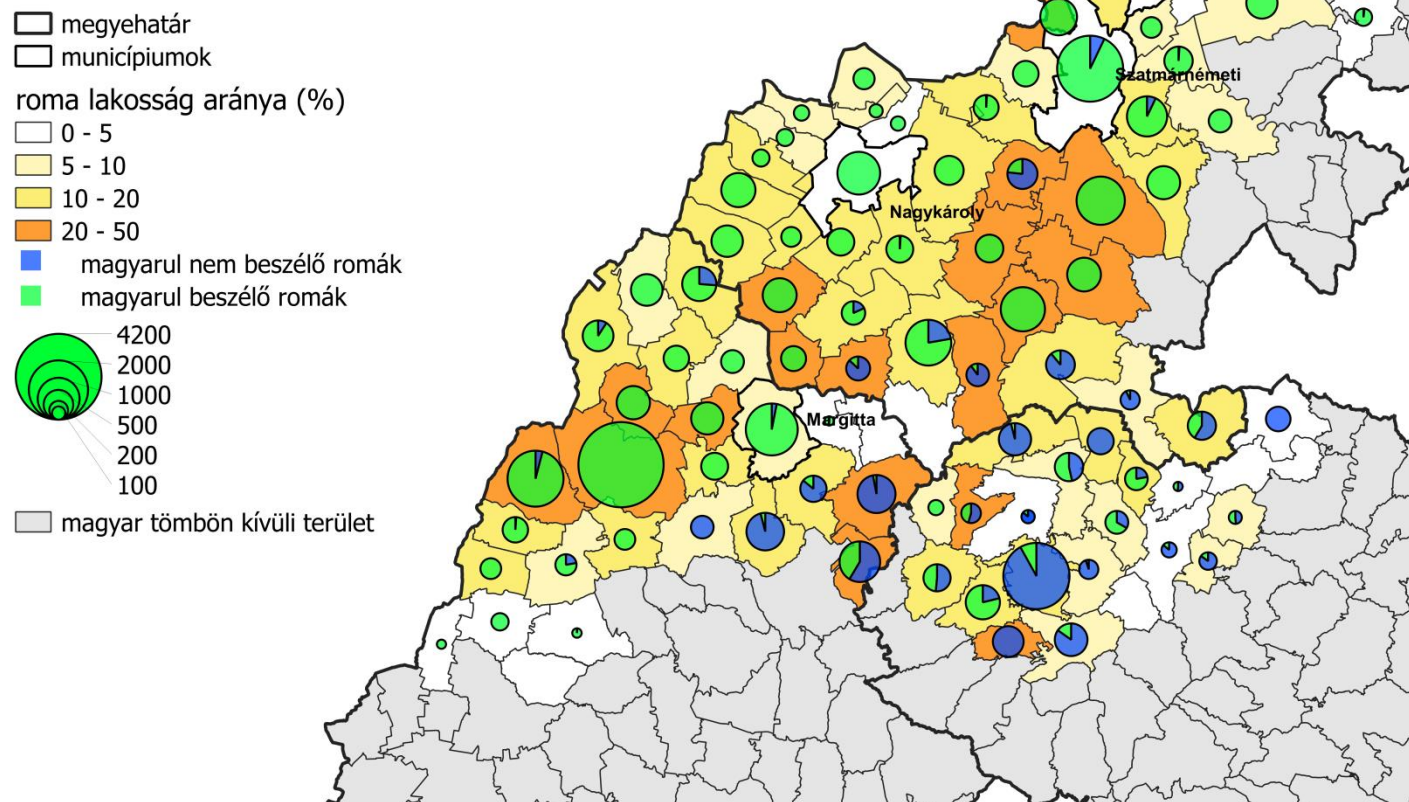 megyehatár
municípiumok
roma lakosság aránya (%)
0 - 5
5 - 10
10 - 20
20 - 50
magyarul nem beszélő romák
magyarul beszélő romák
4200
2000
1000
500
200
100
magyar tömbön kívüli terület
Szatmárnémeti
Nagykároly
Margitta